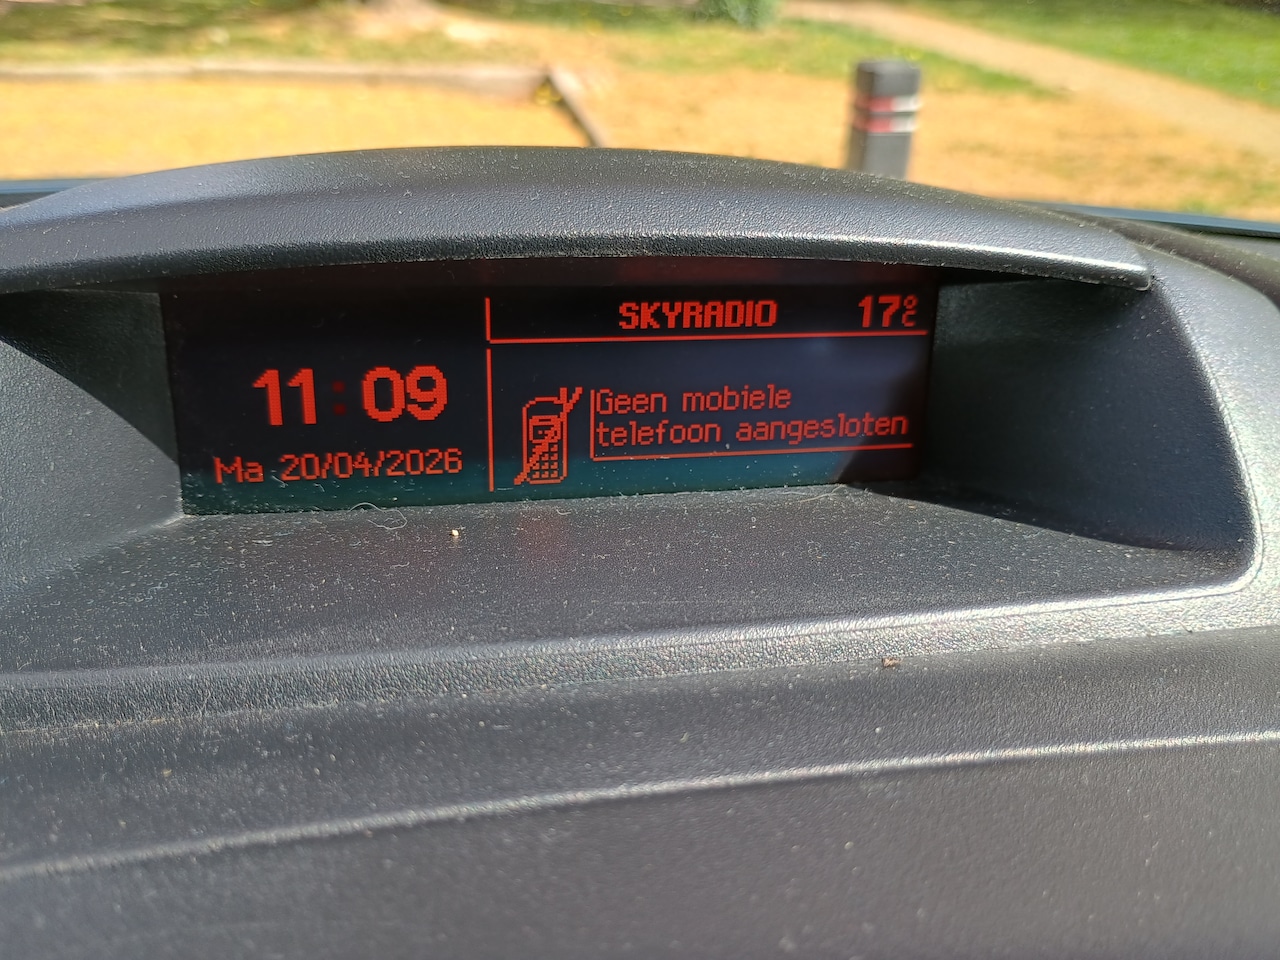 SKYRADIO 17°C
11:09
Ma 20/04/2026
Geen mobiele
telefoon aangesloten